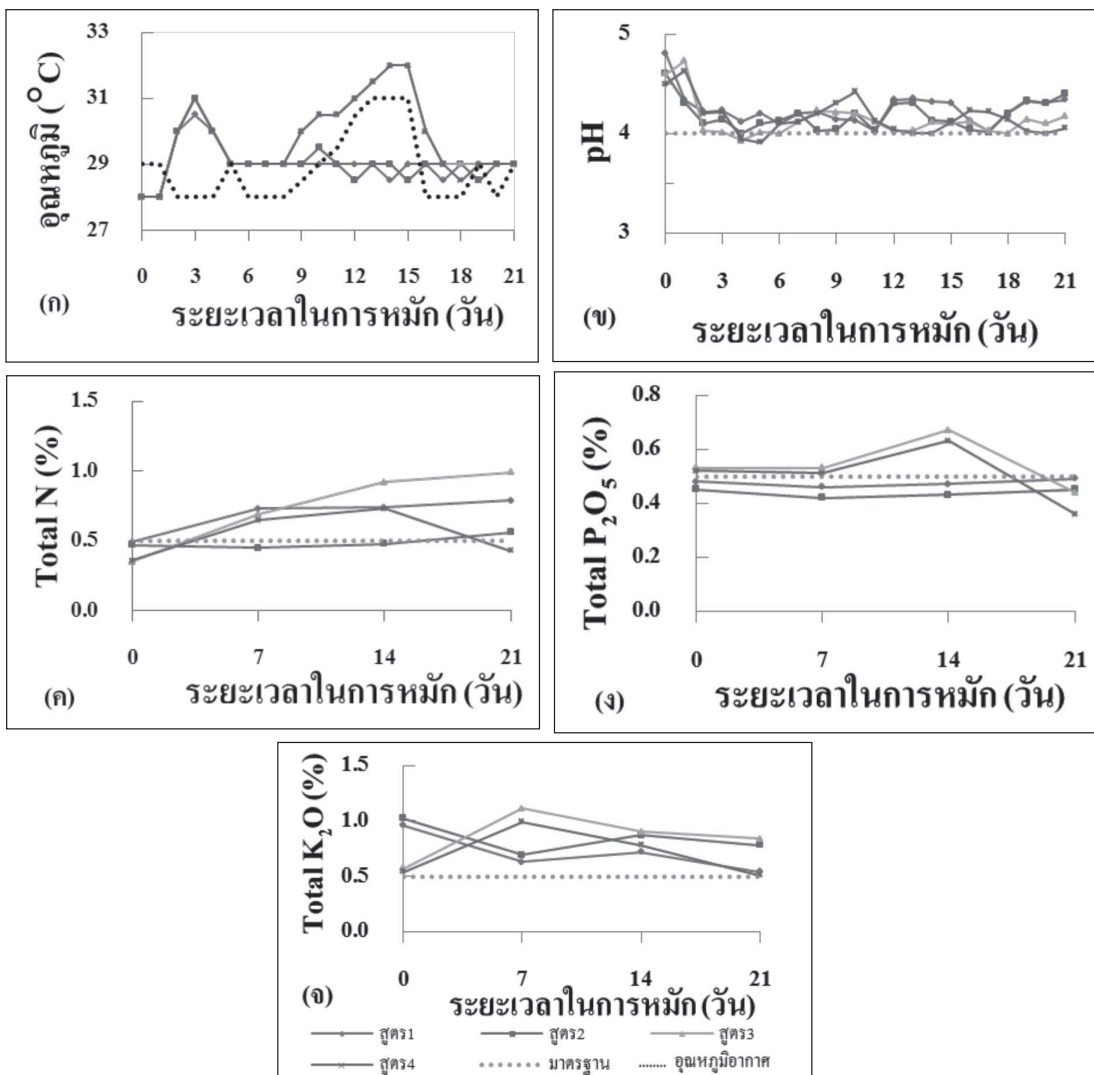 33
31
29
27
อุณหภูมิ (°C)
0 3 6 9 12 15 18 21
(ก) ระยะเวลาในการหมัก (วัน)
5
4
3
pH
0 3 6 9 12 15 18 21
(ข) ระยะเวลาในการหมัก (วัน)
1.5
1.0
0.5
0.0
Total N (%)
0 7 14 21
(ค) ระยะเวลาในการหมัก (วัน)
0.8
0.6
0.4
0.2
0.0
Total P2O5 (%)
0 7 14 21
(ง) ระยะเวลาในการหมัก (วัน)
1.5
1.0
0.5
0.0
Total K2O (%)
0 7 14 21
(จ) ระยะเวลาในการหมัก (วัน)
สูตร1 สูตร2 สูตร3
สูตร4 มาตรฐาน อุณหภูมิอากาศ